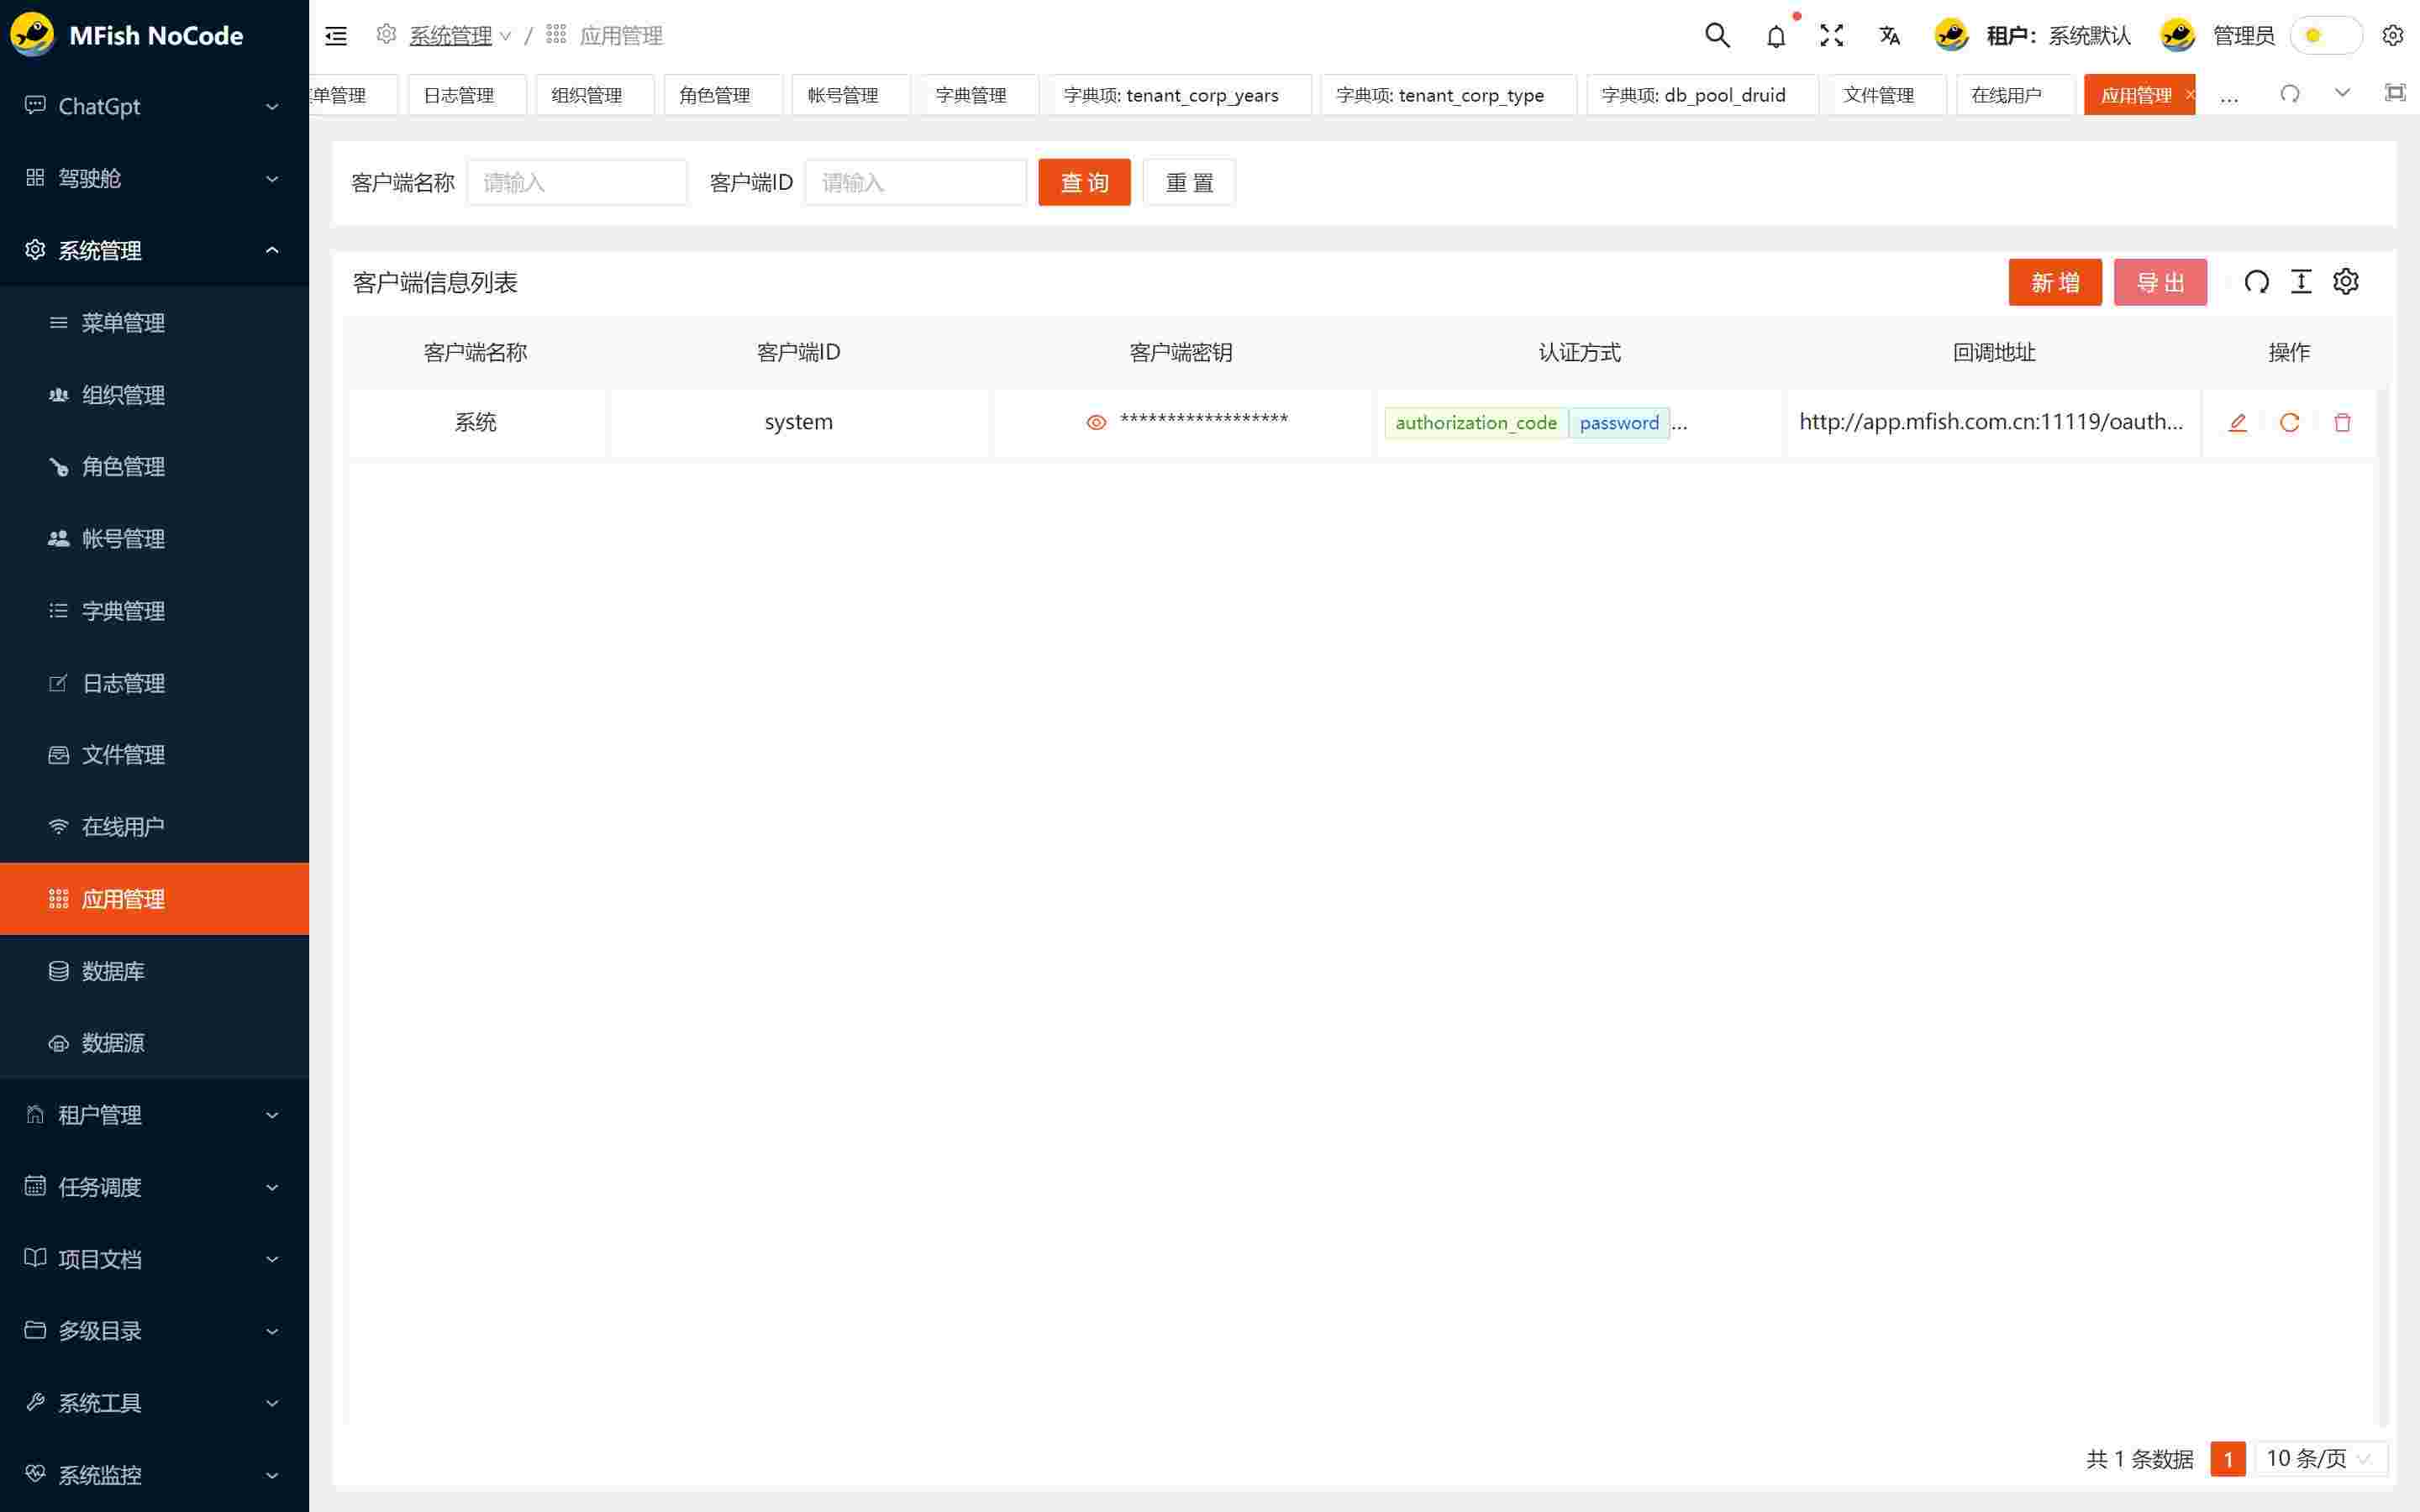 MFish NoCode
系统管理 / 应用管理
租户：系统默认
管理员
单管理
日志管理
组织管理
角色管理
帐号管理
字典管理
字典项: tenant_corp_years
字典项: tenant_corp_type
字典项: db_pool_druid
文件管理
在线用户
应用管理
...
ChatGpt
驾驶舱
系统管理
菜单管理
组织管理
角色管理
帐号管理
字典管理
日志管理
文件管理
在线用户
应用管理
数据库
数据源
租户管理
任务调度
项目文档
多级目录
系统工具
系统监控
客户端名称 请输入 客户端ID 请输入 查 询 重 置
客户端信息列表 新 增 导 出
客户端名称 客户端ID 客户端密钥 认证方式 回调地址 操作
系统 system ****************** authorization_code password ... http://app.mfish.com.cn:11119/oauth...
共 1 条数据 1 10 条/页